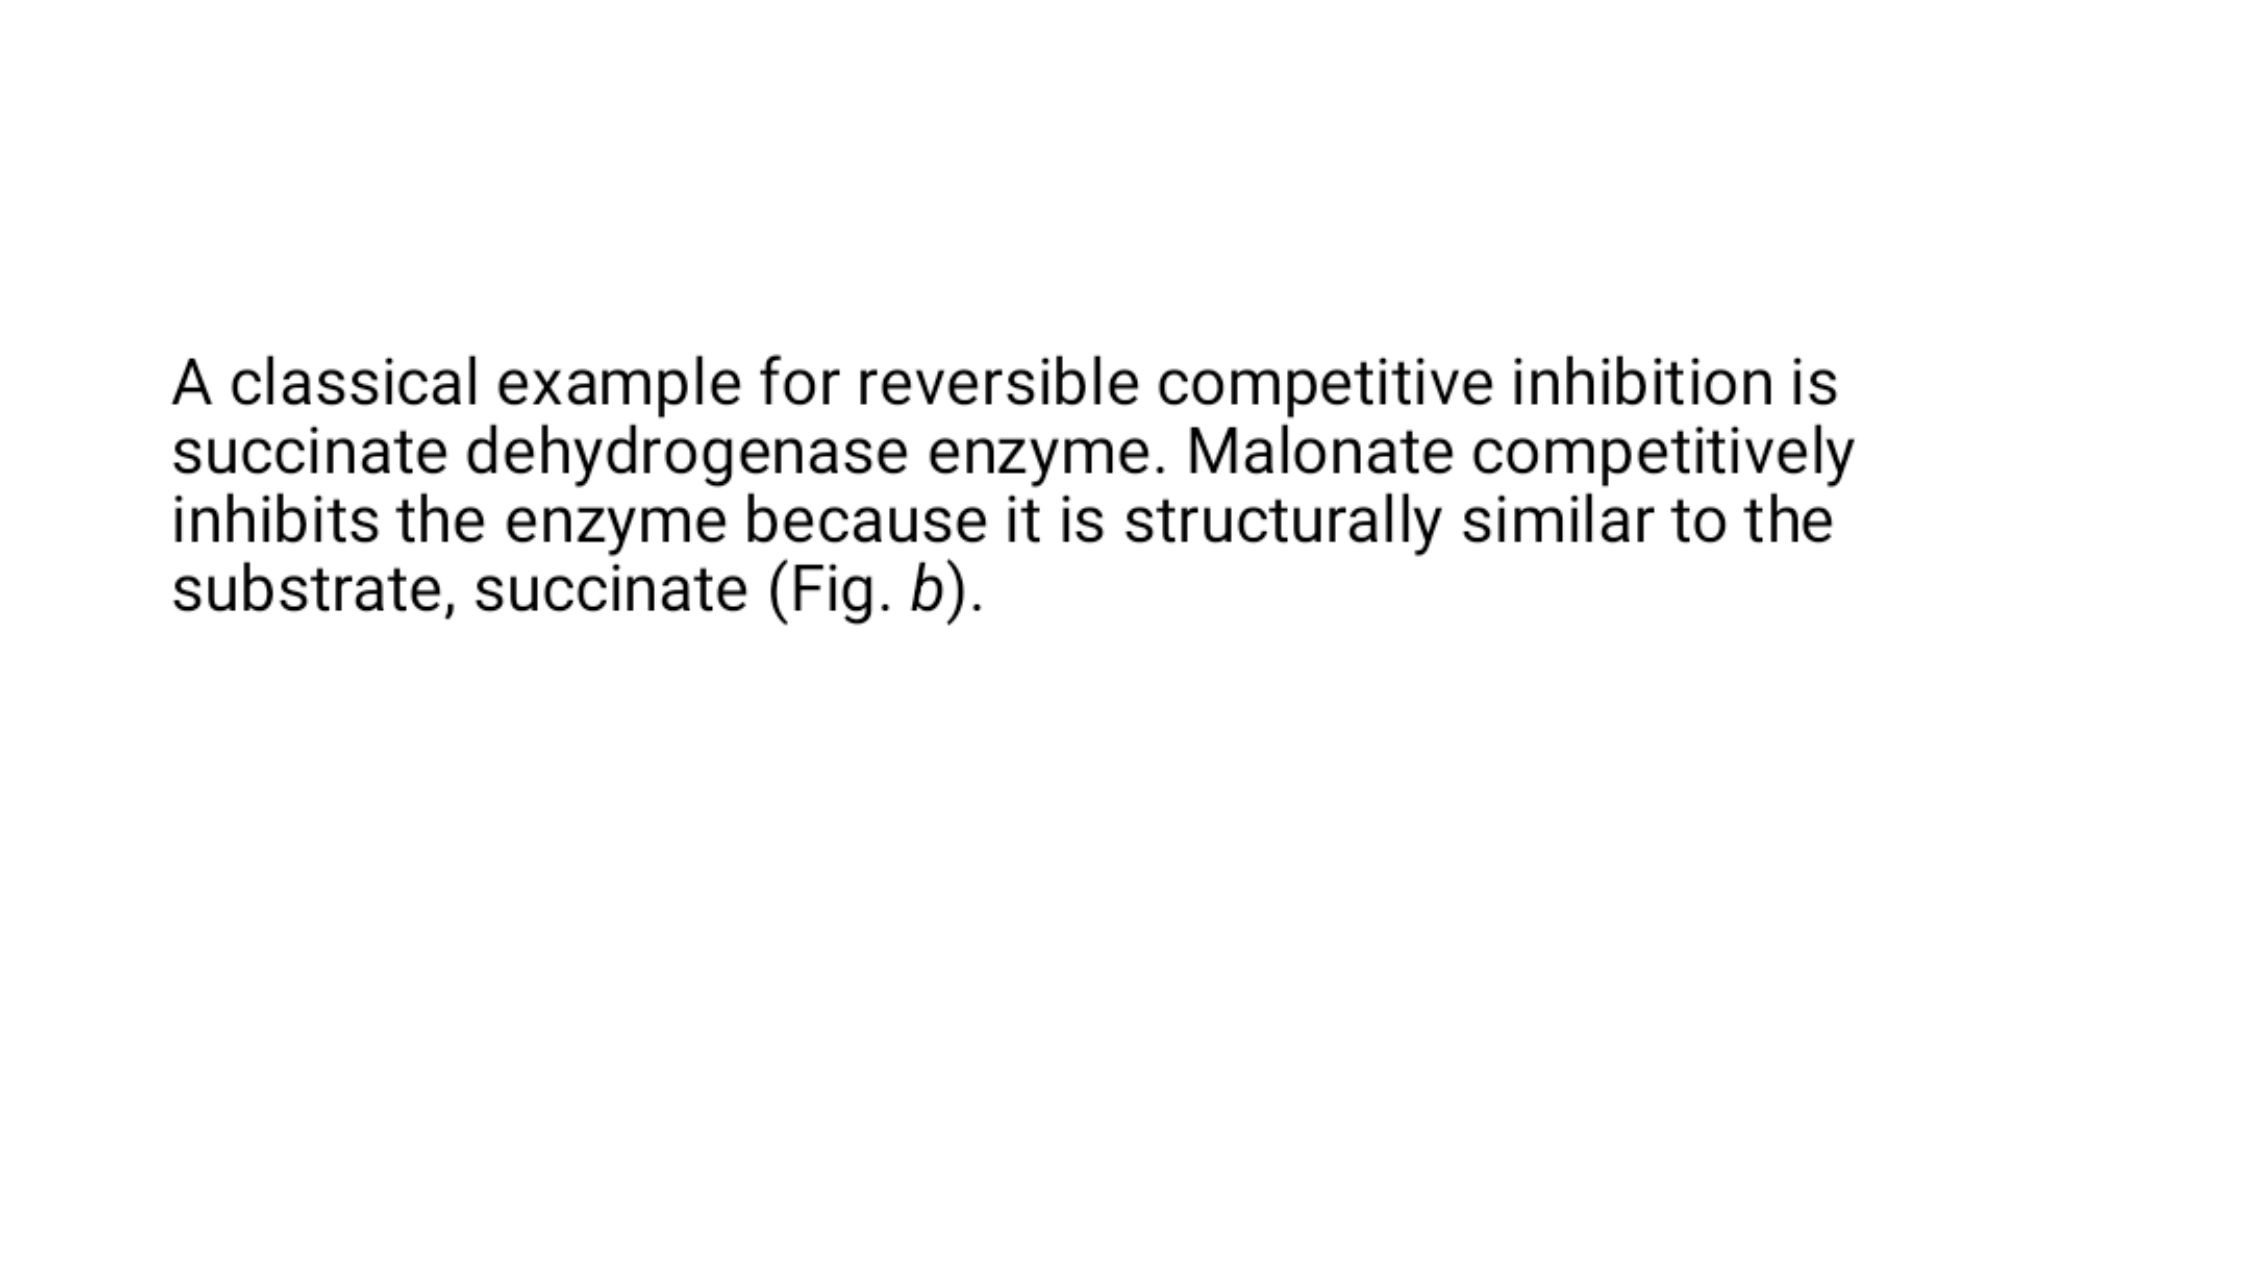 A classical example for reversible competitive inhibition is
succinate dehydrogenase enzyme. Malonate competitively
inhibits the enzyme because it is structurally similar to the
substrate, succinate (Fig. b).